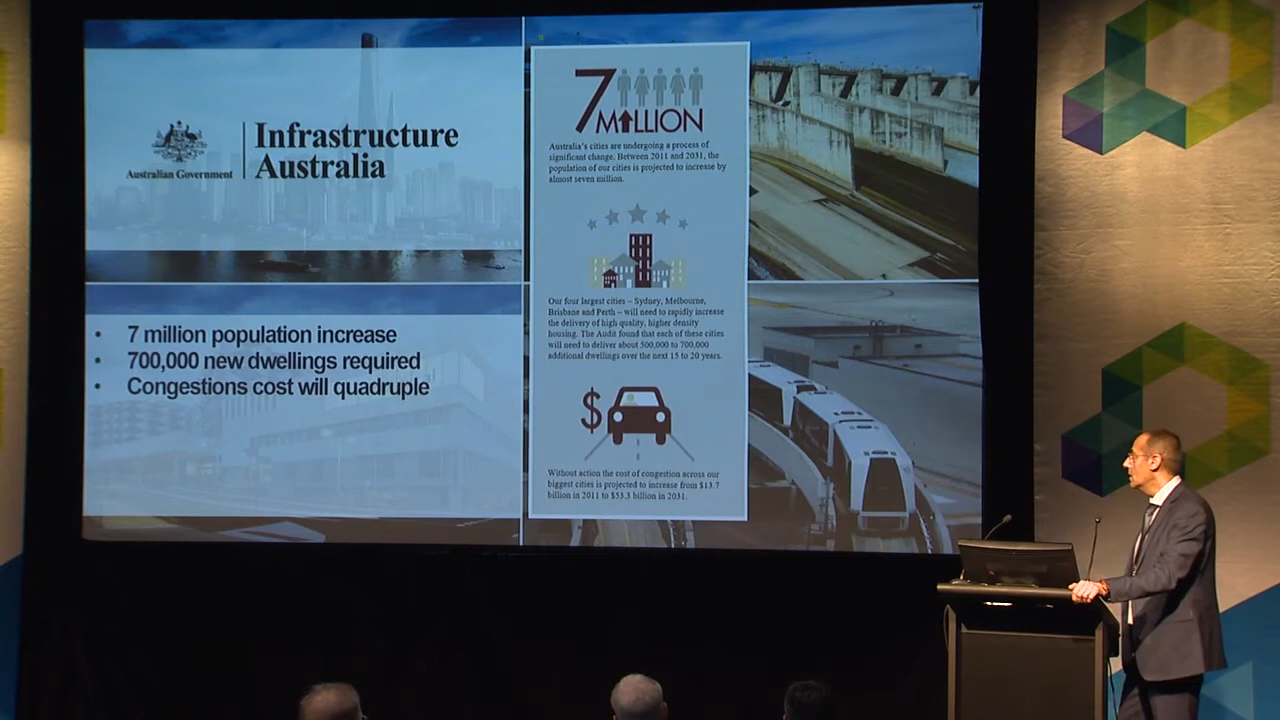 Australian Government
Infrastructure
Australia
• 7 million population increase
• 700,000 new dwellings required
• Congestions cost will quadruple
7
MILLION
Australia's cities are undergoing a process of
significant change. Between 2011 and 2031, the
population of our cities is projected to increase by
almost seven million.
Our four largest cities – Sydney, Melbourne,
Brisbane and Perth – will need to rapidly increase
the delivery of high quality, higher density
housing. The Audit found that each of these cities
will need to deliver about 500,000 to 700,000
additional dwellings over the next 15 to 20 years.
$
Without action the cost of congestion across our
biggest cities is projected to increase from $13.7
billion in 2011 to $53.3 billion in 2031.